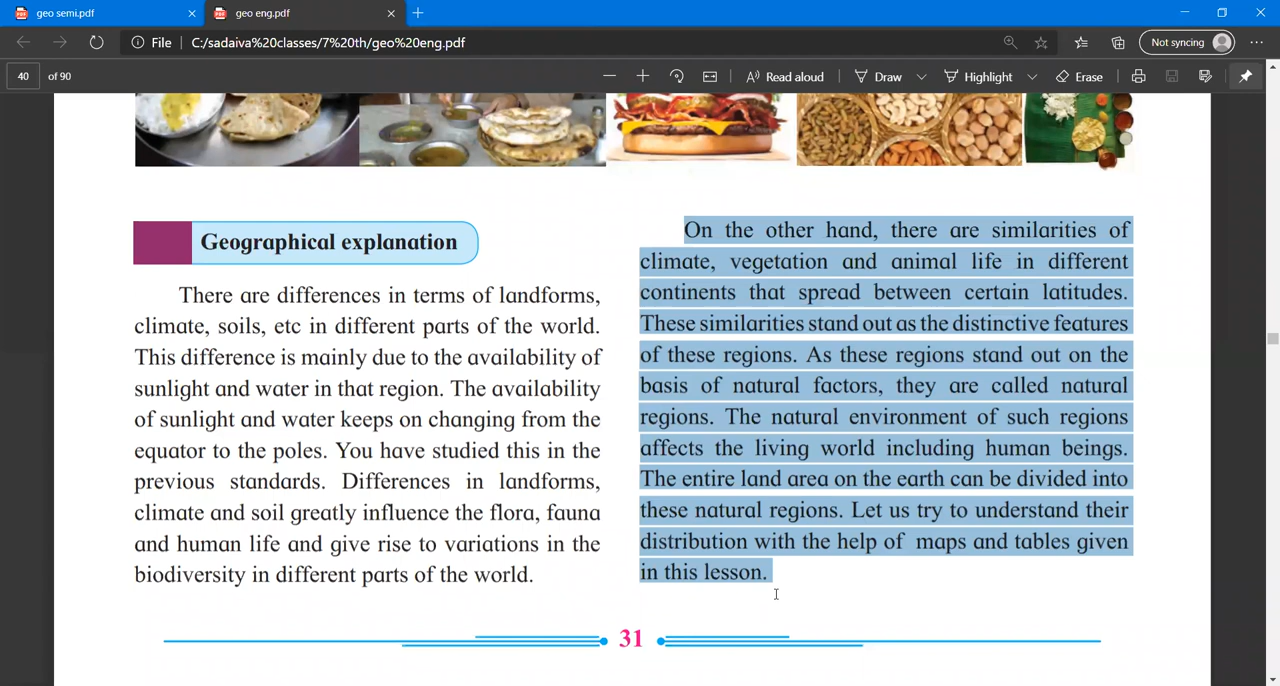 geo semi.pdf
geo eng.pdf
File
C:/sadaiva%20classes/7%20th/geo%20eng.pdf
Not syncing
40 of 90
Read aloud
Draw
Highlight
Erase
Geographical explanation
There are differences in terms of landforms,
climate, soils, etc in different parts of the world.
This difference is mainly due to the availability of
sunlight and water in that region. The availability
of sunlight and water keeps on changing from the
equator to the poles. You have studied this in the
previous standards. Differences in landforms,
climate and soil greatly influence the flora, fauna
and human life and give rise to variations in the
biodiversity in different parts of the world.
On the other hand, there are similarities of
climate, vegetation and animal life in different
continents that spread between certain latitudes.
These similarities stand out as the distinctive features
of these regions. As these regions stand out on the
basis of natural factors, they are called natural
regions. The natural environment of such regions
affects the living world including human beings.
The entire land area on the earth can be divided into
these natural regions. Let us try to understand their
distribution with the help of maps and tables given
in this lesson.
31